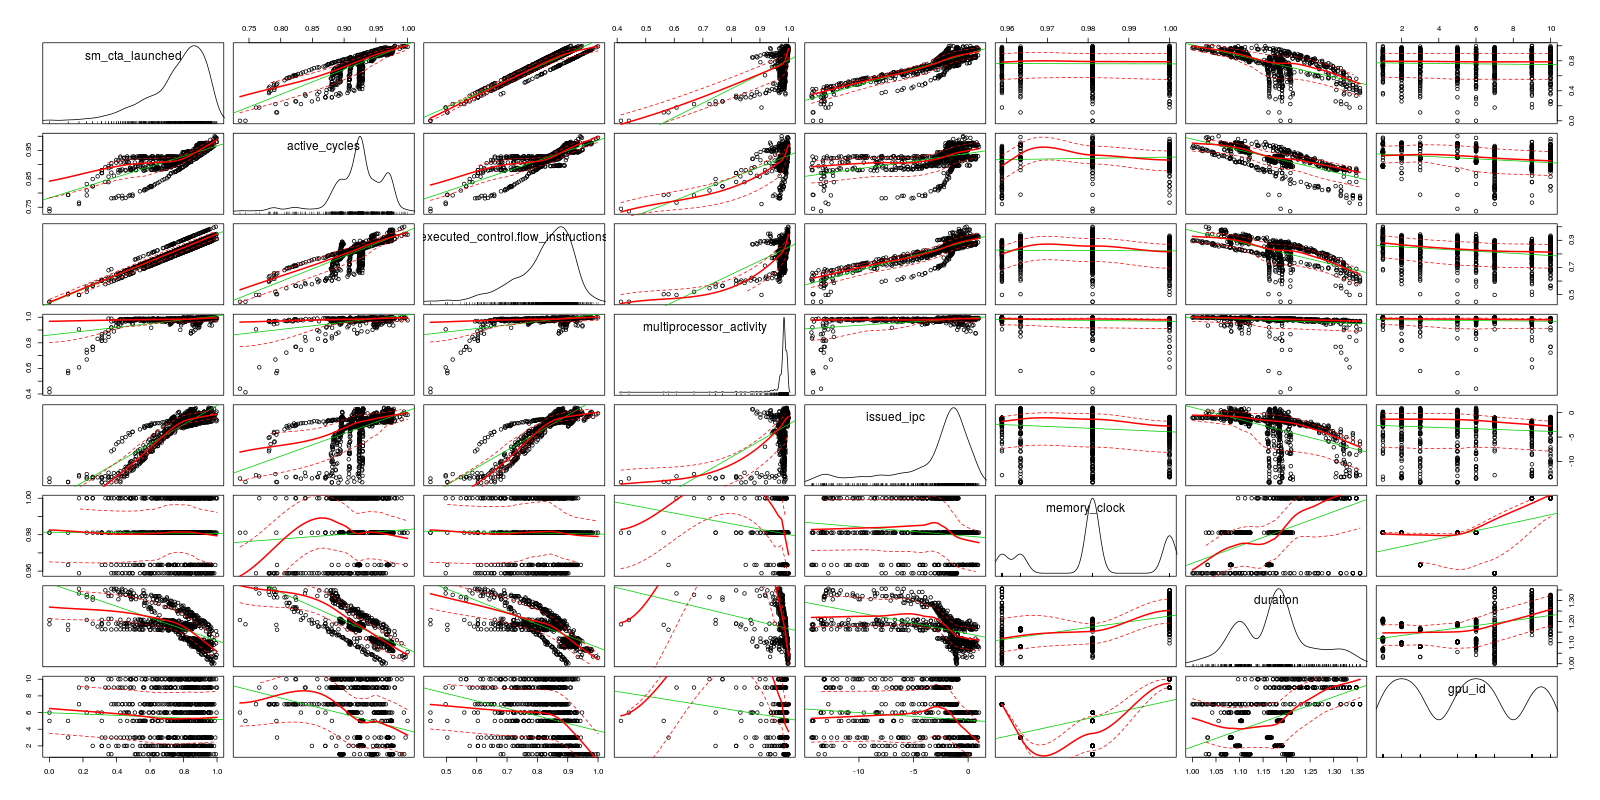 0.75 0.80 0.85 0.90 0.95 1.00 0.4 0.5 0.6 0.7 0.8 0.9 1.0 0.96 0.97 0.98 0.99 1.00 2 4 6 8 10
sm_cta_launched
0.0 0.4 0.8
active_cycles
0.75 0.85 0.95
executed_control.flow_instructions
0.5 0.7 0.9
multiprocessor_activity
0.4 0.6 0.8 1.0
issued_ipc
-10 -5 0
memory_clock
0.96 0.98 1.00
duration
1.00 1.10 1.20 1.30
gpu_id
2 4 6 8 10
0.0 0.2 0.4 0.6 0.8 1.0 0.5 0.6 0.7 0.8 0.9 1.0 -10 -5 0 1.00 1.05 1.10 1.15 1.20 1.25 1.30 1.35